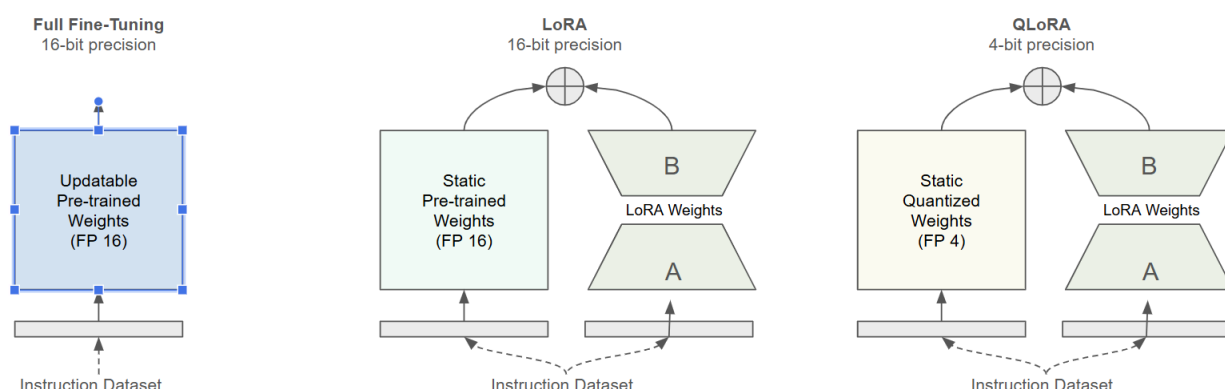 Full Fine-Tuning
16-bit precision
Updatable
Pre-trained
Weights
(FP 16)
Instruction Dataset
LoRA
16-bit precision
Static
Pre-trained
Weights
(FP 16)
B
LoRA Weights
A
Instruction Dataset
QLoRA
4-bit precision
Static
Quantized
Weights
(FP 4)
B
LoRA Weights
A
Instruction Dataset